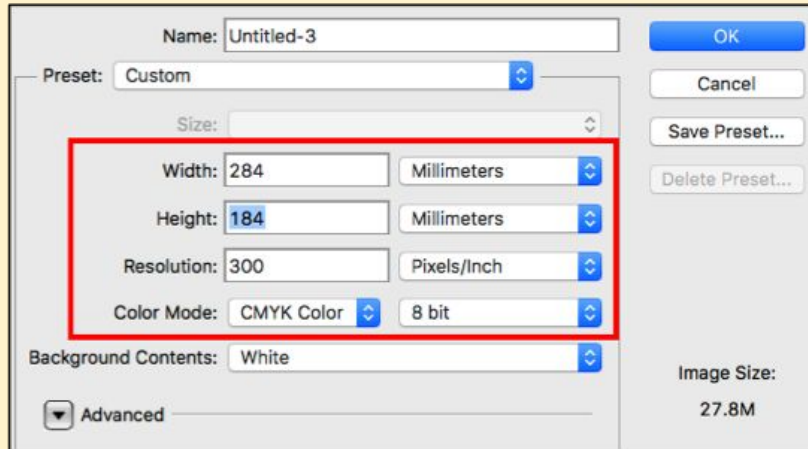 Name: Untitled-3
OK
Preset: Custom
Cancel
Size:
Save Preset...
Width: 284 Millimeters
Delete Preset...
Height: 184 Millimeters
Resolution: 300 Pixels/Inch
Color Mode: CMYK Color 8 bit
Background Contents: White
Image Size:
27.8M
Advanced